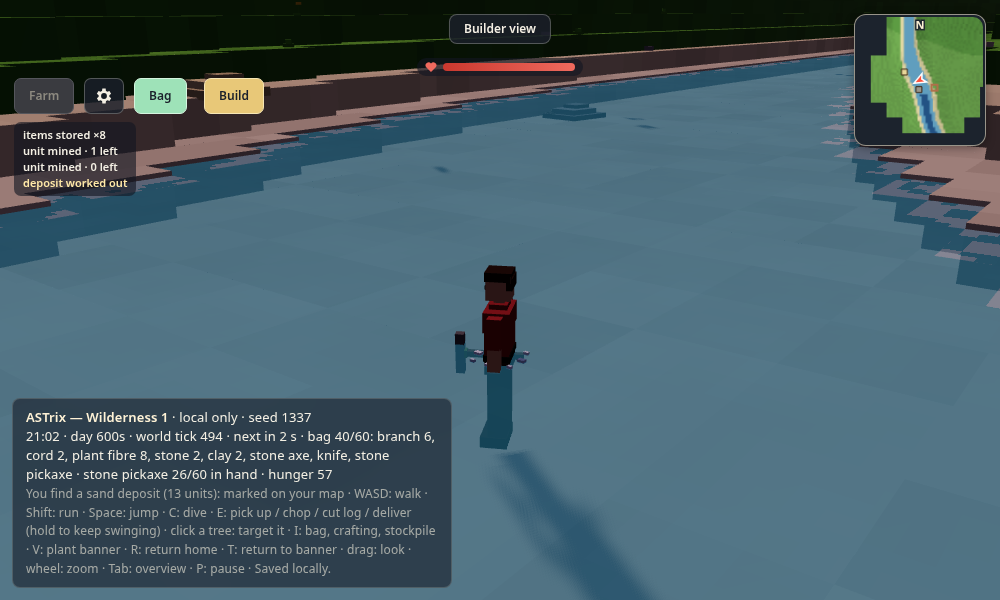 Builder view
N
Farm
Bag
Build
items stored ×8
unit mined · 1 left
unit mined · 0 left
deposit worked out
ASTrix — Wilderness 1 · local only · seed 1337
21:02 · day 600s · world tick 494 · next in 2 s · bag 40/60: branch 6,
cord 2, plant fibre 8, stone 2, clay 2, stone axe, knife, stone
pickaxe · stone pickaxe 26/60 in hand · hunger 57
You find a sand deposit (13 units): marked on your map · WASD: walk ·
Shift: run · Space: jump · C: dive · E: pick up / chop / cut log / deliver
(hold to keep swinging) · click a tree: target it · I: bag, crafting, stockpile
· V: plant banner · R: return home · T: return to banner · drag: look ·
wheel: zoom · Tab: overview · P: pause · Saved locally.